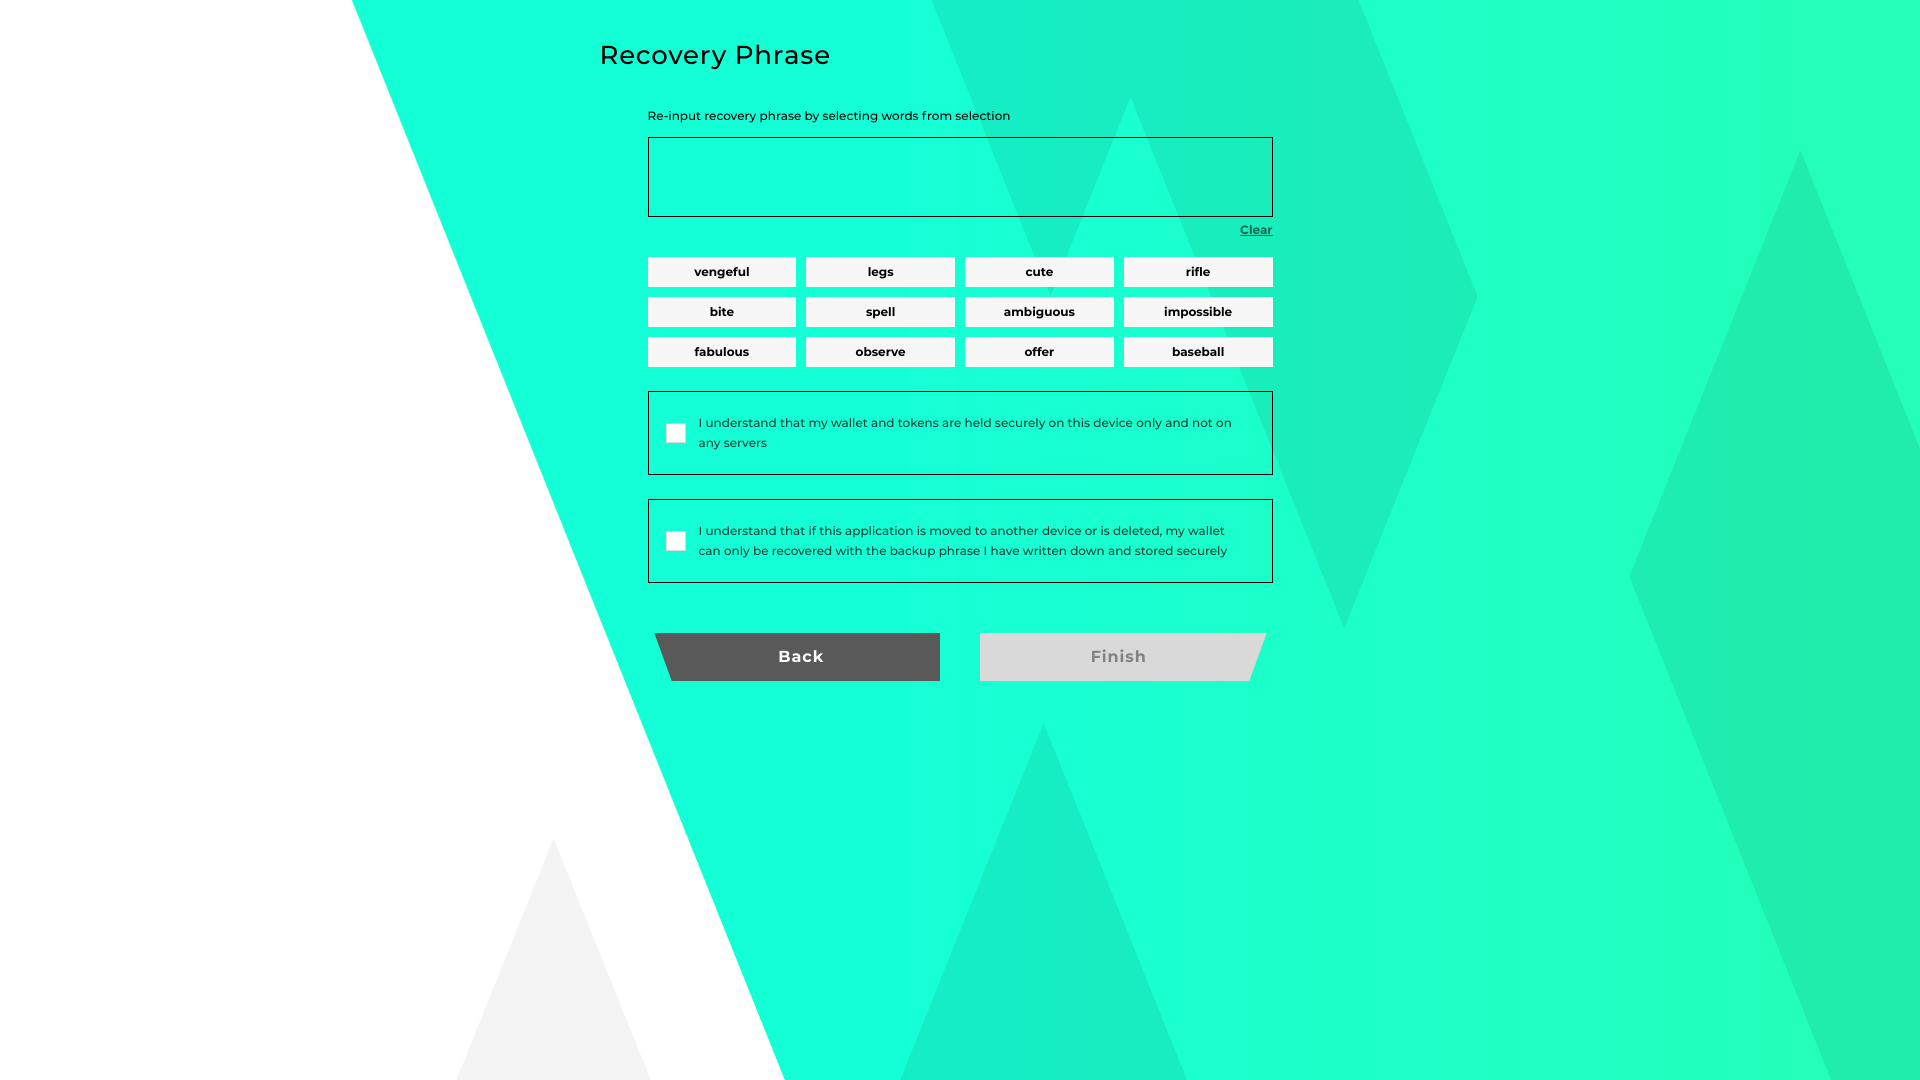 Recovery Phrase
Re-input recovery phrase by selecting words from selection
Clear
vengeful legs cute rifle
bite spell ambiguous impossible
fabulous observe offer baseball
I understand that my wallet and tokens are held securely on this device only and not on
any servers
I understand that if this application is moved to another device or is deleted, my wallet
can only be recovered with the backup phrase I have written down and stored securely
Back Finish